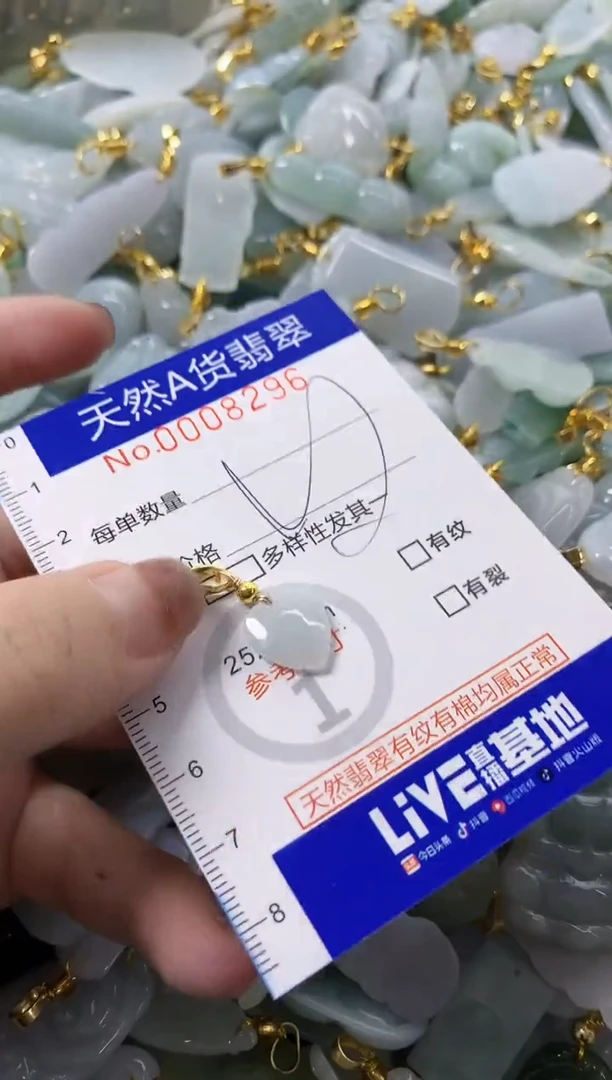 天然A货翡翠
No.0008296
0
1
2
每单数量
价格
多样性发其一
有纹
有裂
25.
参考
1
5
6
7
8
天然翡翠有纹有棉均属正常
LiVE直播基地
今日头条 抖音 西瓜视频 抖音火山版